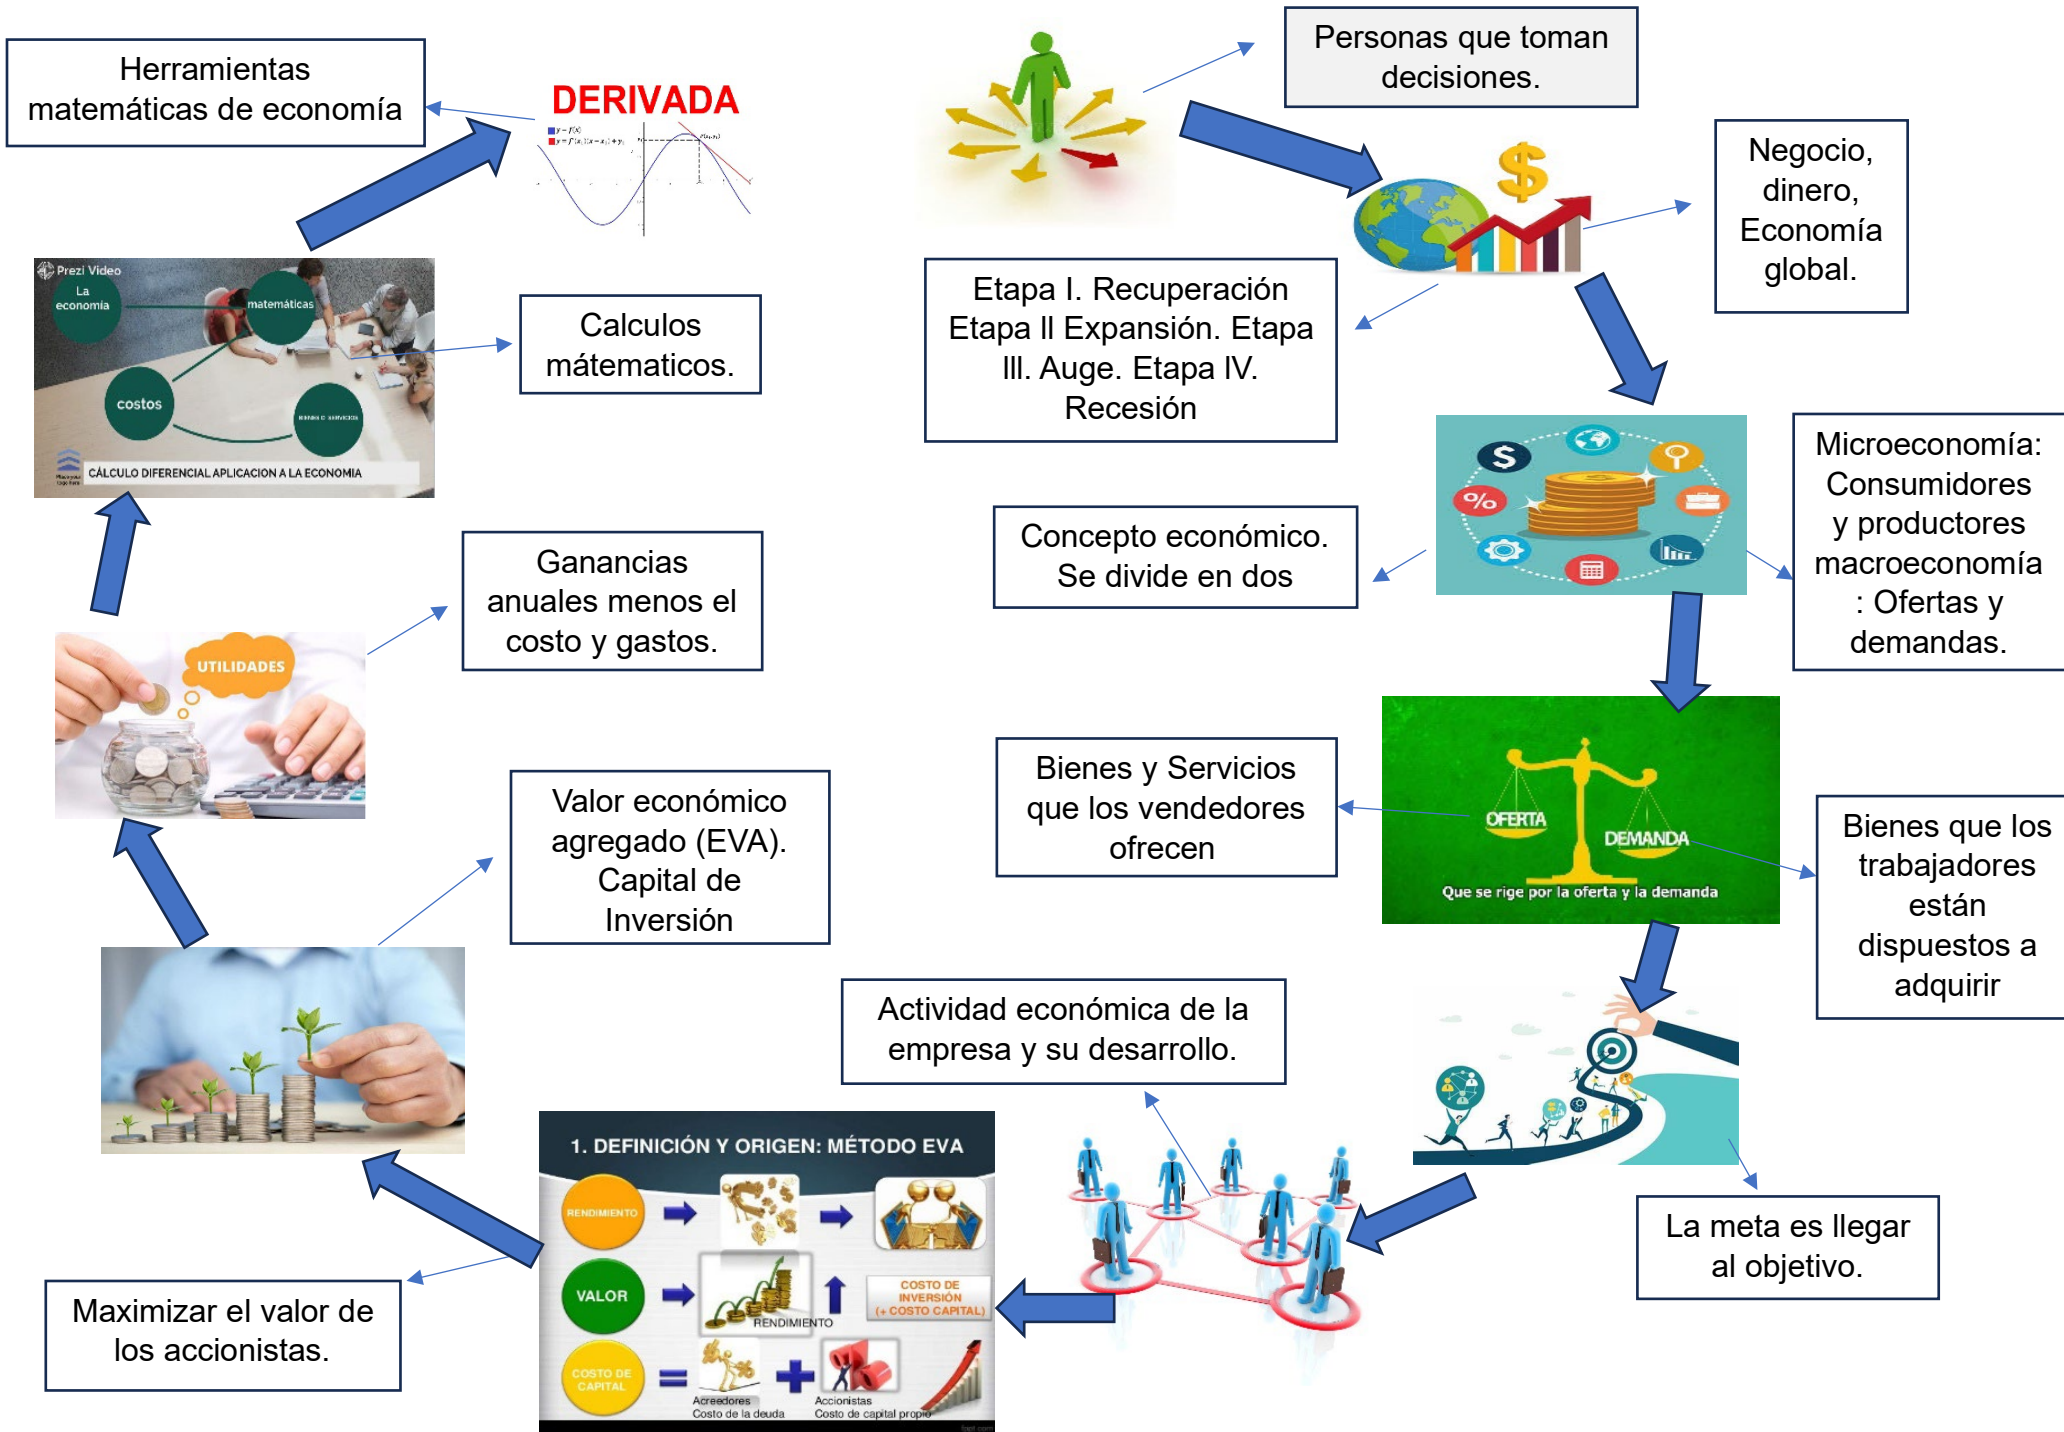 Herramientas
matemáticas de economía
DERIVADA
y = f(x)
Personas que toman
decisiones.
Negocio,
dinero,
Economía
global.
Etapa I. Recuperación
Etapa II Expansión. Etapa
III. Auge. Etapa IV.
Recesión
Prezi Video
La
economía
matemáticas
costos
BIENES O SERVICIOS
CÁLCULO DIFERENCIAL APLICACION A LA ECONOMIA
Calculos
mátematicos.
Concepto económico.
Se divide en dos
$
%
Microeconomía:
Consumidores
y productores
macroeconomía
: Ofertas y
demandas.
Ganancias
anuales menos el
costo y gastos.
UTILIDADES
Bienes y Servicios
que los vendedores
ofrecen
OFERTA
DEMANDA
Que se rige por la oferta y la demanda
Bienes que los
trabajadores
están
dispuestos a
adquirir
Valor económico
agregado (EVA).
Capital de
Inversión
Actividad económica de la
empresa y su desarrollo.
La meta es llegar
al objetivo.
1. DEFINICIÓN Y ORIGEN: MÉTODO EVA
RENDIMIENTO
VALOR
RENDIMIENTO
COSTO DE
INVERSIÓN
(+ COSTO CAPITAL)
COSTO DE
CAPITAL
Acreedores
Costo de la deuda
Accionistas
Costo de capital propio
Maximizar el valor de
los accionistas.